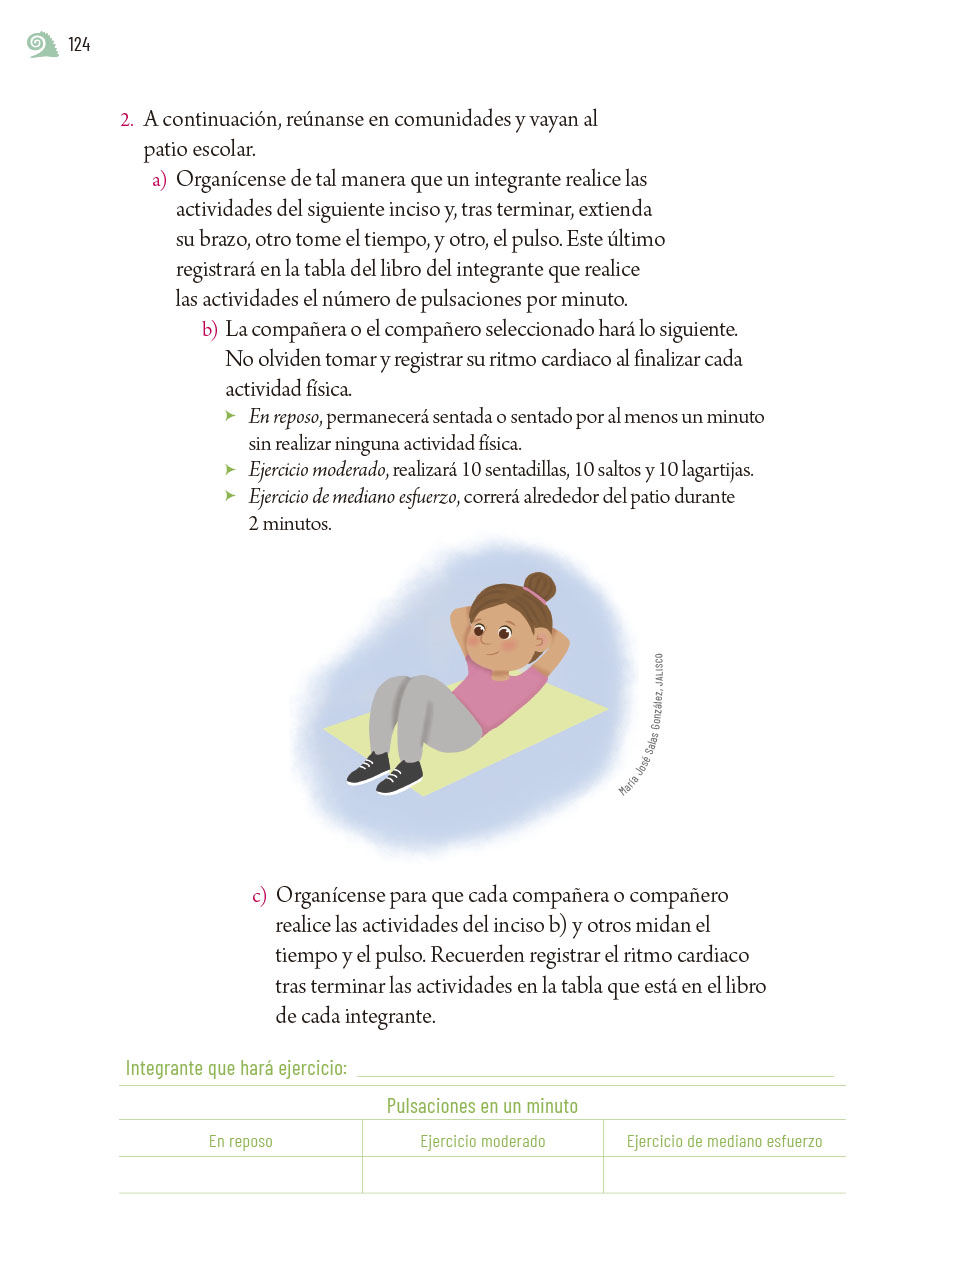 124
2. A continuación, reúnanse en comunidades y vayan al
patio escolar.
a) Organícense de tal manera que un integrante realice las
actividades del siguiente inciso y, tras terminar, extienda
su brazo, otro tome el tiempo, y otro, el pulso. Este último
registrará en la tabla del libro del integrante que realice
las actividades el número de pulsaciones por minuto.
b) La compañera o el compañero seleccionado hará lo siguiente.
No olviden tomar y registrar su ritmo cardiaco al finalizar cada
actividad física.
En reposo, permanecerá sentada o sentado por al menos un minuto
sin realizar ninguna actividad física.
Ejercicio moderado, realizará 10 sentadillas, 10 saltos y 10 lagartijas.
Ejercicio de mediano esfuerzo, correrá alrededor del patio durante
2 minutos.
María José Salas González, JALISCO
c) Organícense para que cada compañera o compañero
realice las actividades del inciso b) y otros midan el
tiempo y el pulso. Recuerden registrar el ritmo cardiaco
tras terminar las actividades en la tabla que está en el libro
de cada integrante.
Integrante que hará ejercicio:
Pulsaciones en un minuto
En reposo Ejercicio moderado Ejercicio de mediano esfuerzo